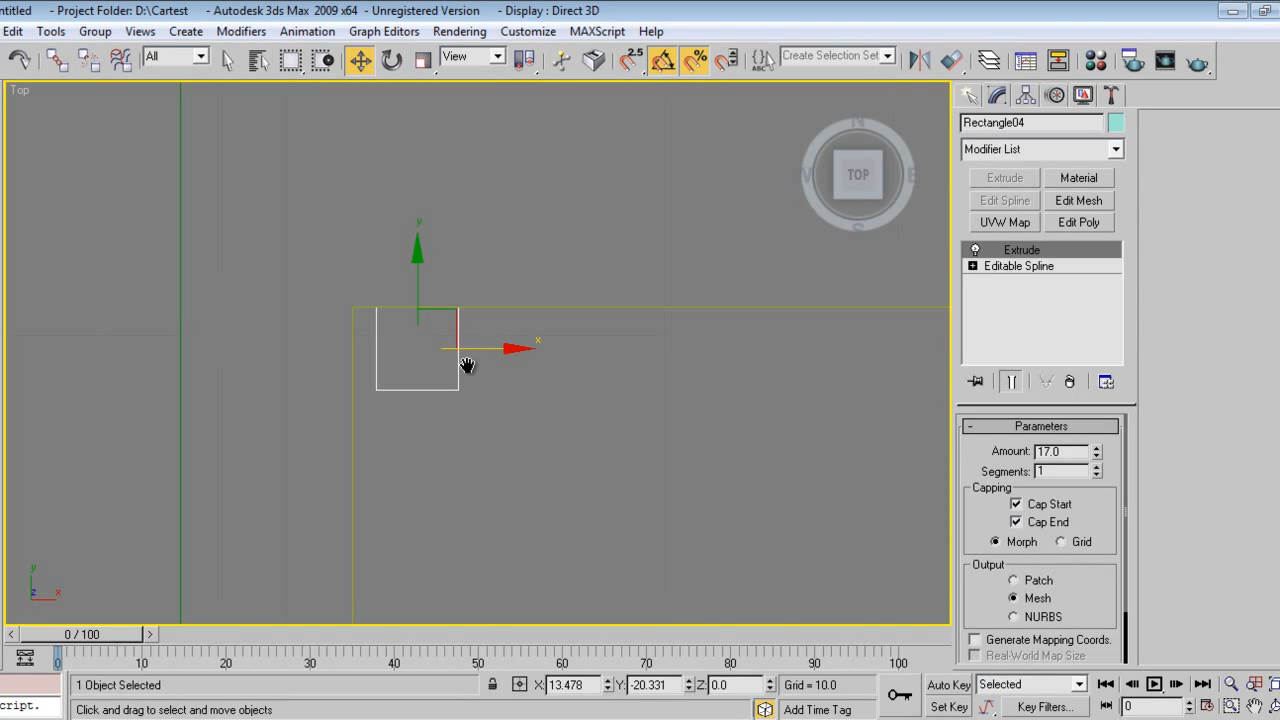 ntitled - Project Folder: D:\Cartest - Autodesk 3ds Max 2009 x64 - Unregistered Version - Display : Direct 3D
Edit Tools Group Views Create Modifiers Animation Graph Editors Rendering Customize MAXScript Help
All View 2.5 ABC Create Selection Set
Top
N
TOP
S
y
x
Rectangle04
Modifier List
Extrude Material
Edit Spline Edit Mesh
UVW Map Edit Poly
Extrude
Editable Spline
- Parameters
Amount: 17.0
Segments: 1
Capping
Cap Start
Cap End
Morph Grid
Output
Patch
Mesh
NURBS
Generate Mapping Coords.
Real-World Map Size
y
z x
< 0 / 100 >
0 10 20 30 40 50 60 70 80 90 100
1 Object Selected X: 13.478 Y: -20.331 Z: 0.0 Grid = 10.0 Auto Key Selected
cript. Click and drag to select and move objects Add Time Tag Set Key Key Filters... 0